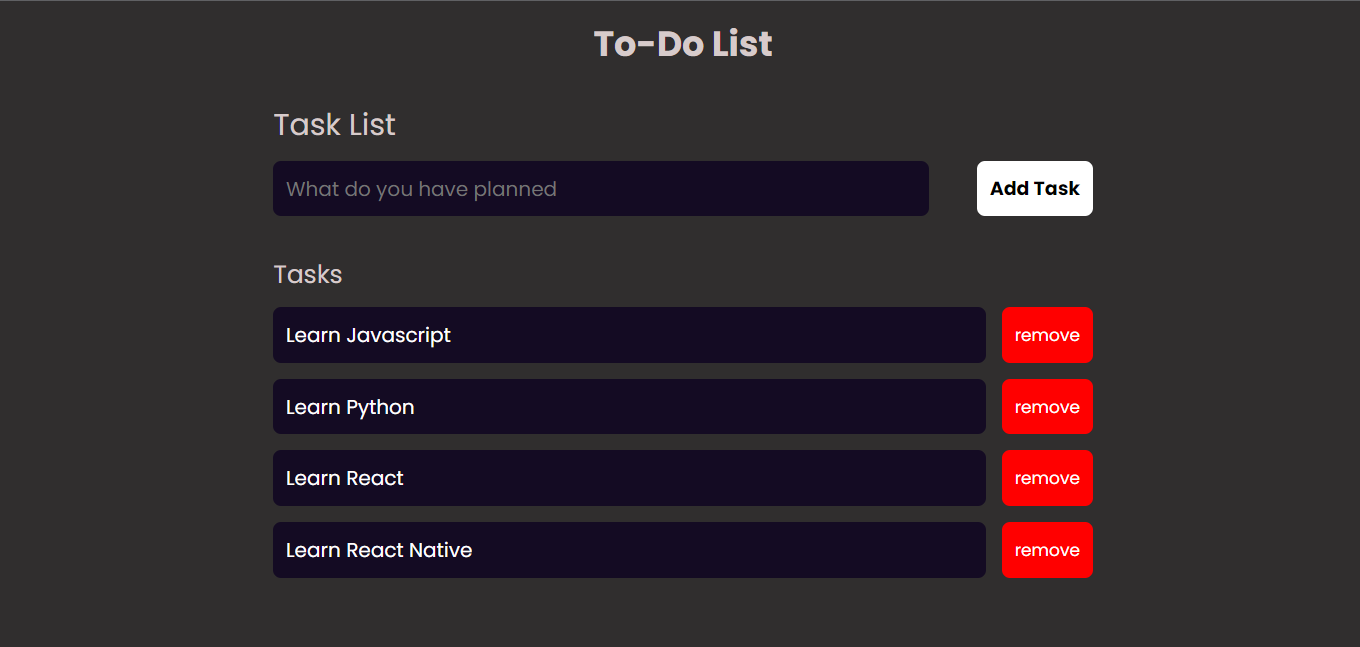 To-Do List
Task List
What do you have planned
Add Task
Tasks
Learn Javascript
remove
Learn Python
remove
Learn React
remove
Learn React Native
remove